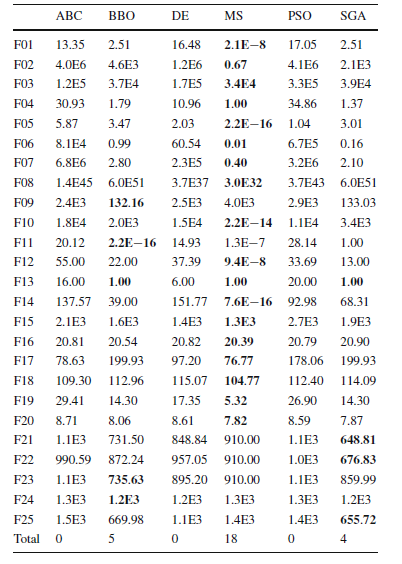 ABC BBO DE MS PSO SGA
F01 13.35 2.51 16.48 2.1E−8 17.05 2.51
F02 4.0E6 4.6E3 1.2E6 0.67 4.1E6 2.1E3
F03 1.2E5 3.7E4 1.7E5 3.4E4 3.3E5 3.9E4
F04 30.93 1.79 10.96 1.00 34.86 1.37
F05 5.87 3.47 2.03 2.2E−16 1.04 3.01
F06 8.1E4 0.99 60.54 0.01 6.7E5 0.16
F07 6.8E6 2.80 2.3E5 0.40 3.2E6 2.10
F08 1.4E45 6.0E51 3.7E37 3.0E32 3.7E43 6.0E51
F09 2.4E3 132.16 2.5E3 4.0E3 2.9E3 133.03
F10 1.8E4 2.0E3 1.5E4 2.2E−14 1.1E4 3.4E3
F11 20.12 2.2E−16 14.93 1.3E−7 28.14 1.00
F12 55.00 22.00 37.39 9.4E−8 33.69 13.00
F13 16.00 1.00 6.00 1.00 20.00 1.00
F14 137.57 39.00 151.77 7.6E−16 92.98 68.31
F15 2.1E3 1.6E3 1.4E3 1.3E3 2.7E3 1.9E3
F16 20.81 20.54 20.82 20.39 20.79 20.90
F17 78.63 199.93 97.20 76.77 178.06 199.93
F18 109.30 112.96 115.07 104.77 112.40 114.09
F19 29.41 14.30 17.35 5.32 26.90 14.30
F20 8.71 8.06 8.61 7.82 8.59 7.87
F21 1.1E3 731.50 848.84 910.00 1.1E3 648.81
F22 990.59 872.24 957.05 910.00 1.0E3 676.83
F23 1.1E3 735.63 895.20 910.00 1.1E3 859.99
F24 1.3E3 1.2E3 1.2E3 1.3E3 1.3E3 1.2E3
F25 1.5E3 669.98 1.1E3 1.4E3 1.4E3 655.72
Total 0 5 0 18 0 4